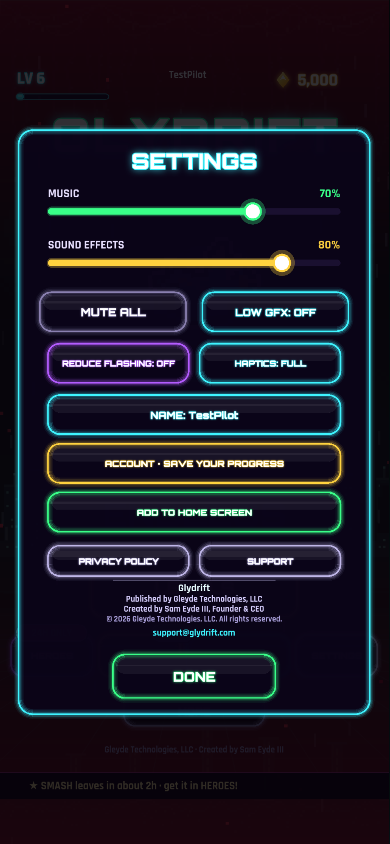 LV 6
TestPilot
5,000
GLYDRIFT
SETTINGS
MUSIC 70%
SOUND EFFECTS 80%
MUTE ALL
LOW GFX: OFF
REDUCE FLASHING: OFF
HAPTICS: FULL
NAME: TestPilot
ACCOUNT · SAVE YOUR PROGRESS
ADD TO HOME SCREEN
PRIVACY POLICY
SUPPORT
Glydrift
Published by Gleyde Technologies, LLC
Created by Sam Eyde III, Founder & CEO
© 2026 Gleyde Technologies, LLC. All rights reserved.
support@glydrift.com
DONE
Gleyde Technologies, LLC · Created by Sam Eyde III
★ SMASH leaves in about 2h · get it in HEROES!